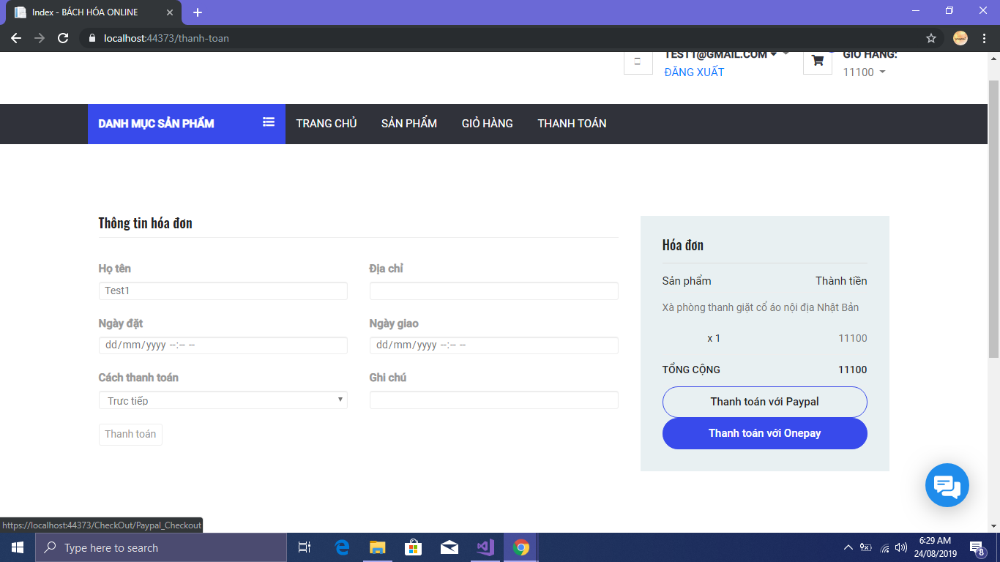 Index - BÁCH HÓA ONLINE
localhost:44373/thanh-toan
TEST1@GMAIL.COM
GIỎ HÀNG:
ĐĂNG XUẤT
11100
DANH MỤC SẢN PHẨM
TRANG CHỦ
SẢN PHẨM
GIỎ HÀNG
THANH TOÁN
Thông tin hóa đơn
Họ tên
Địa chỉ
Test1
Ngày đặt
Ngày giao
dd/mm/yyyy --:-- --
dd/mm/yyyy --:-- --
Cách thanh toán
Ghi chú
Trực tiếp
Thanh toán
Hóa đơn
Sản phẩm
Thành tiền
Xà phòng thanh giặt cổ áo nội địa Nhật Bản
x 1
11100
TỔNG CỘNG
11100
Thanh toán với Paypal
Thanh toán với Onepay
https://localhost:44373/CheckOut/Paypal_Checkout
Type here to search
6:29 AM
24/08/2019
8